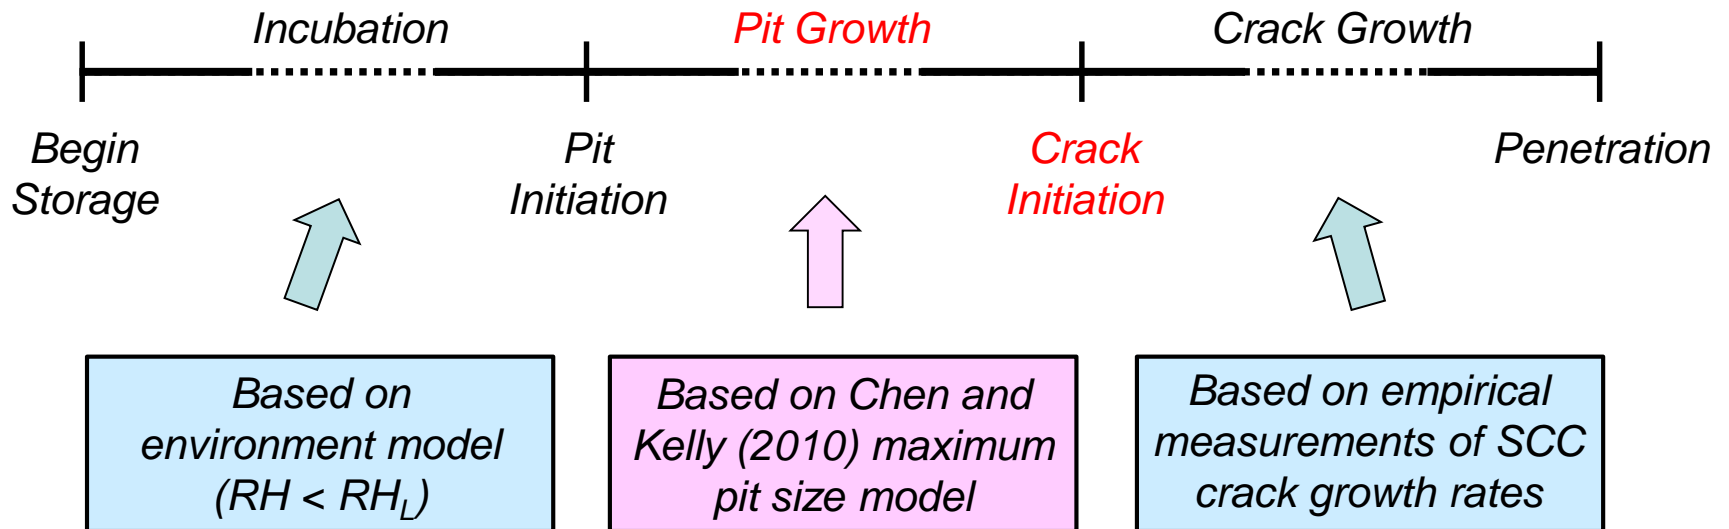 Incubation
Pit Growth
Crack Growth
Begin
Storage
Pit
Initiation
Crack
Initiation
Penetration
Based on
environment model
(RH < RH_L)
Based on Chen and
Kelly (2010) maximum
pit size model
Based on empirical
measurements of SCC
crack growth rates